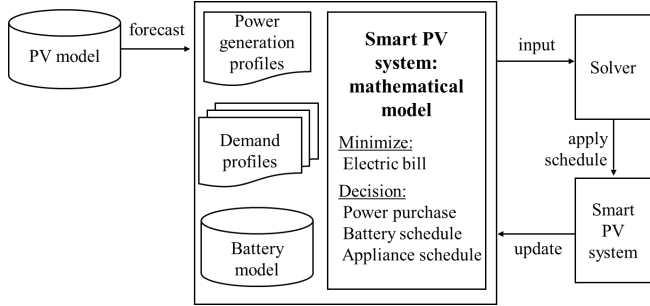 PV model
forecast
Power
generation
profiles
Demand
profiles
Battery
model
Smart PV
system:
mathematical
model
Minimize:
Electric bill
Decision:
Power purchase
Battery schedule
Appliance schedule
input
Solver
apply
schedule
Smart
PV
system
update